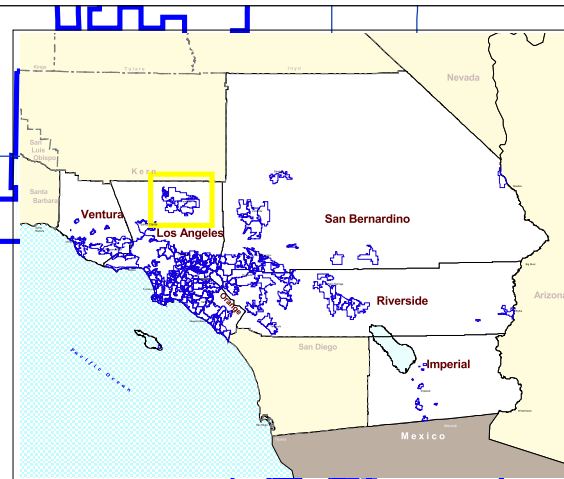 Kings
Tulare
Inyo
Nevada
San
Luis
Obispo
Kern
Santa
Barbara
Ventura
Los Angeles
San Bernardino
Orange
Riverside
Arizona
San Diego
Imperial
Pacific Ocean
Mexico